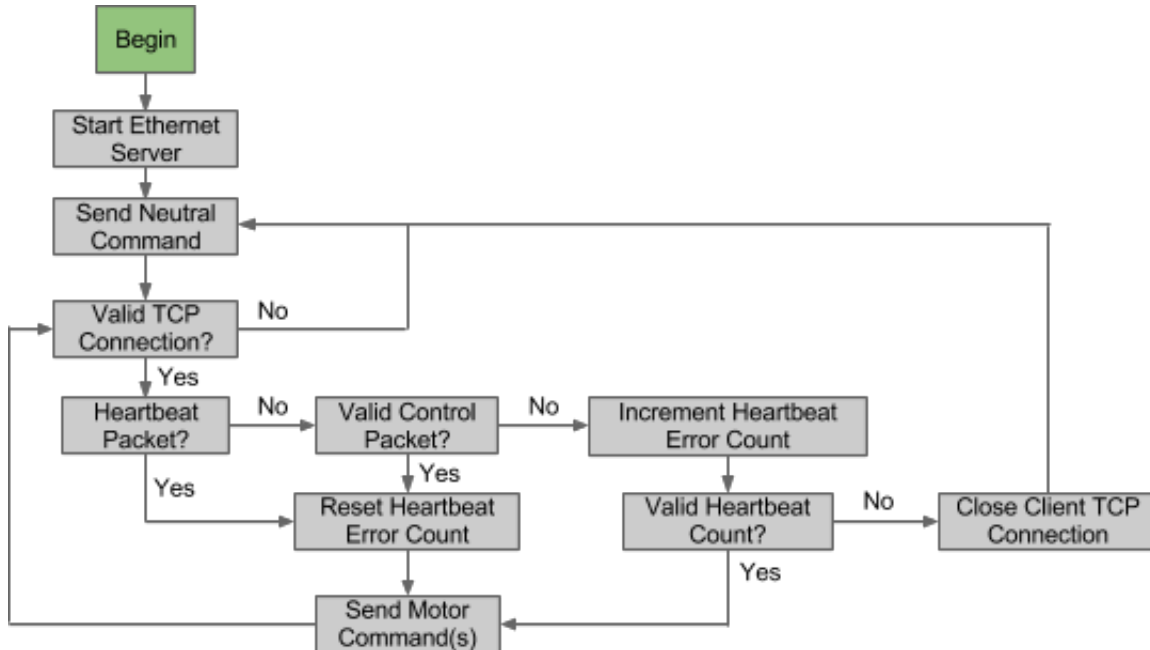 Begin
Start Ethernet
Server
Send Neutral
Command
Valid TCP
Connection?
No
Yes
Heartbeat
Packet?
No
Valid Control
Packet?
No
Increment Heartbeat
Error Count
Yes
Yes
Reset Heartbeat
Error Count
Valid Heartbeat
Count?
No
Close Client TCP
Connection
Yes
Send Motor
Command(s)